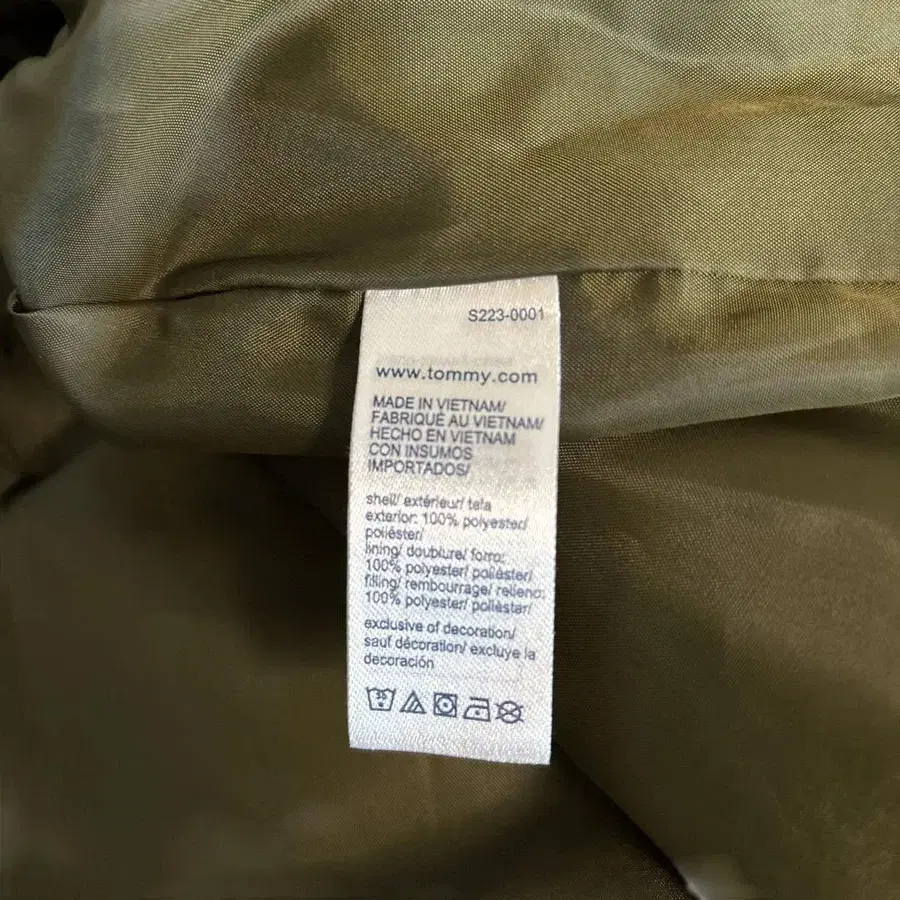 S223-0001
www.tommy.com
MADE IN VIETNAM/
FABRIQUÉ AU VIETNAM/
HECHO EN VIETNAM
CON INSUMOS
IMPORTADOS/
shell/ extérieur/ tela
exterior: 100% polyester/
poliéster/
lining/ doublure/ forro:
100% polyester/ poliéster/
filling/ rembourrage/ relleno:
100% polyester/ poliéster/
exclusive of decoration/
sauf décoration/ excluye la
decoración
30